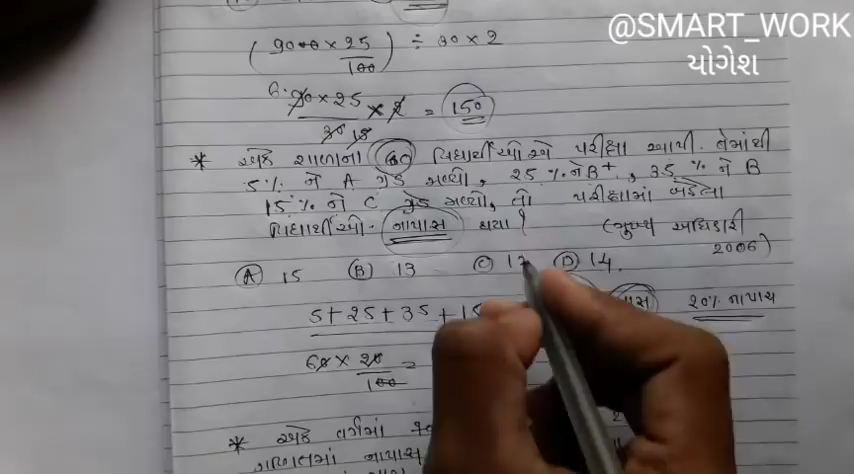 @SMART_WORK
યોગેશ
(9000 × 25 / 100) ÷ 30 × 2
90 × 25 × 2 = 150
* એક શાળાના 60 વિદ્યાર્થીઓએ પરીક્ષા આપી. તેમાંથી
5% ને A ગ્રેડ મળ્યો, 25 % ને B+, 35 % ને B
15 % ને C ગ્રેડ મળ્યો, તો પરીક્ષામાં બેઠેલા
વિદ્યાર્થીઓ. નાપાસ થયા? (મુખ્ય અધિકારી
2006)
(A) 15 (B) 13 (C) 12 (D) 14.
5 + 25 + 35 + 15 પાસ 20% નાપાસ
60 × 20 / 100 =
* એક વર્ગમાં
ગણિતમાં નાપાસ